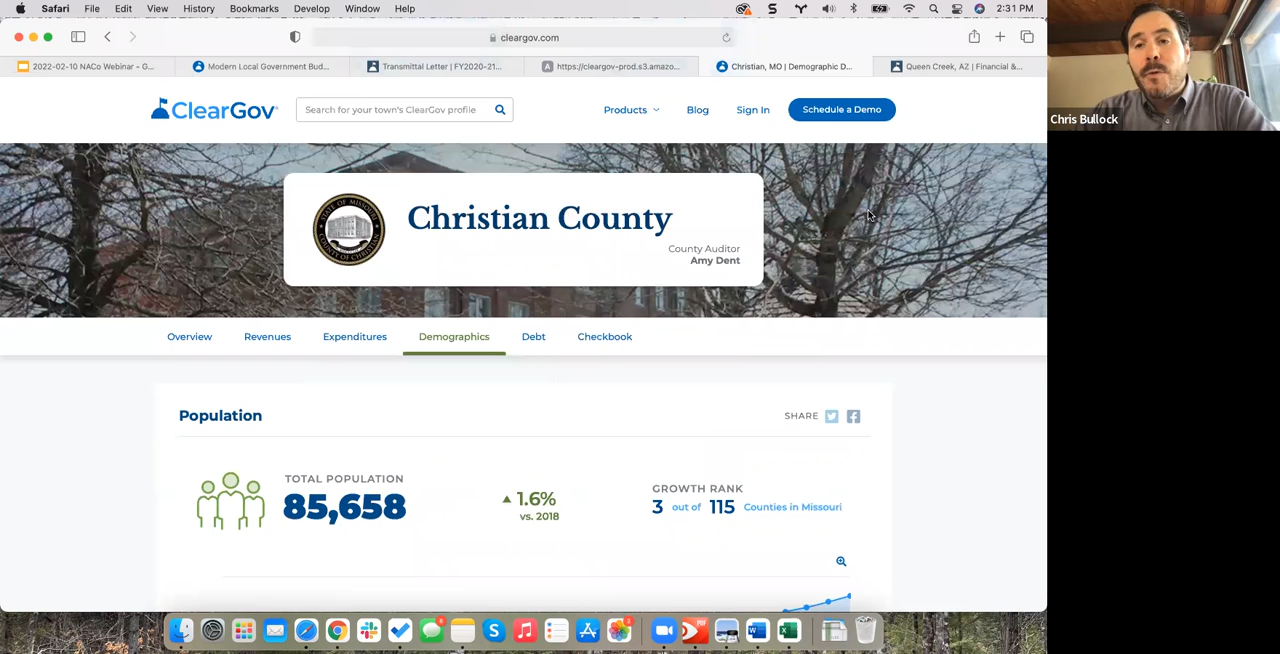 Safari File Edit View History Bookmarks Develop Window Help 2:31 PM
cleargov.com
2022-02-10 NACo Webinar - G... Modern Local Government Bud... Transmittal Letter | FY2020-21... https://cleargov-prod.s3.amazo... Christian, MO | Demographic D... Queen Creek, AZ | Financial &...
ClearGov Search for your town's ClearGov profile Products Blog Sign In Schedule a Demo
Christian County
County Auditor
Amy Dent
Overview Revenues Expenditures Demographics Debt Checkbook
Population SHARE
TOTAL POPULATION
85,658
1.6%
vs. 2018
GROWTH RANK
3 out of 115 Counties in Missouri
Chris Bullock